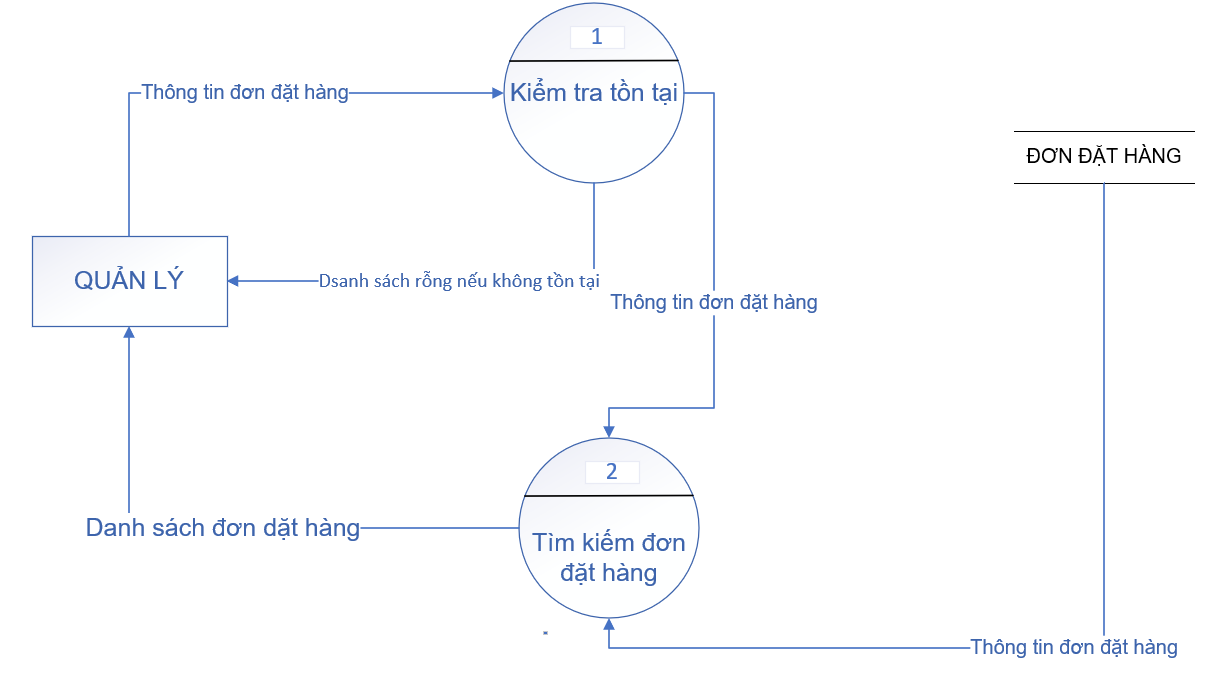 1
Thông tin đơn đặt hàng
Kiểm tra tồn tại
ĐƠN ĐẶT HÀNG
QUẢN LÝ
Dsanh sách rỗng nếu không tồn tại
Thông tin đơn đặt hàng
2
Danh sách đơn dặt hàng
Tìm kiếm đơn
đặt hàng
Thông tin đơn đặt hàng